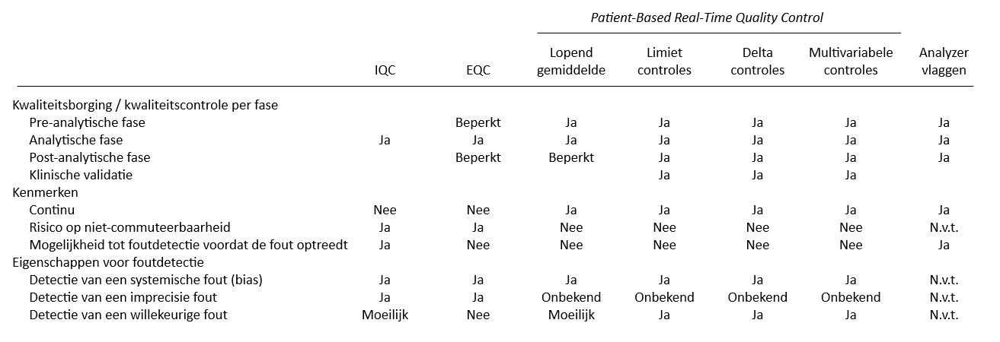 Patient-Based Real-Time Quality Control
Lopend Limiet Delta Multivariabele Analyzer
IQC EQC gemiddelde controles controles controles vlaggen
Kwaliteitsborging / kwaliteitscontrole per fase
Pre-analytische fase Beperkt Ja Ja Ja Ja Ja
Analytische fase Ja Ja Ja Ja Ja Ja Ja
Post-analytische fase Beperkt Beperkt Ja Ja Ja Ja
Klinische validatie Ja Ja Ja
Kenmerken
Continu Nee Nee Ja Ja Ja Ja Ja
Risico op niet-commuteerbaarheid Ja Ja Nee Nee Nee Nee N.v.t.
Mogelijkheid tot foutdetectie voordat de fout optreedt Ja Nee Nee Nee Nee Nee Ja
Eigenschappen voor foutdetectie
Detectie van een systemische fout (bias) Ja Ja Ja Ja Ja Ja N.v.t.
Detectie van een imprecisie fout Ja Ja Onbekend Onbekend Onbekend Onbekend N.v.t.
Detectie van een willekeurige fout Moeilijk Nee Moeilijk Ja Ja Ja N.v.t.